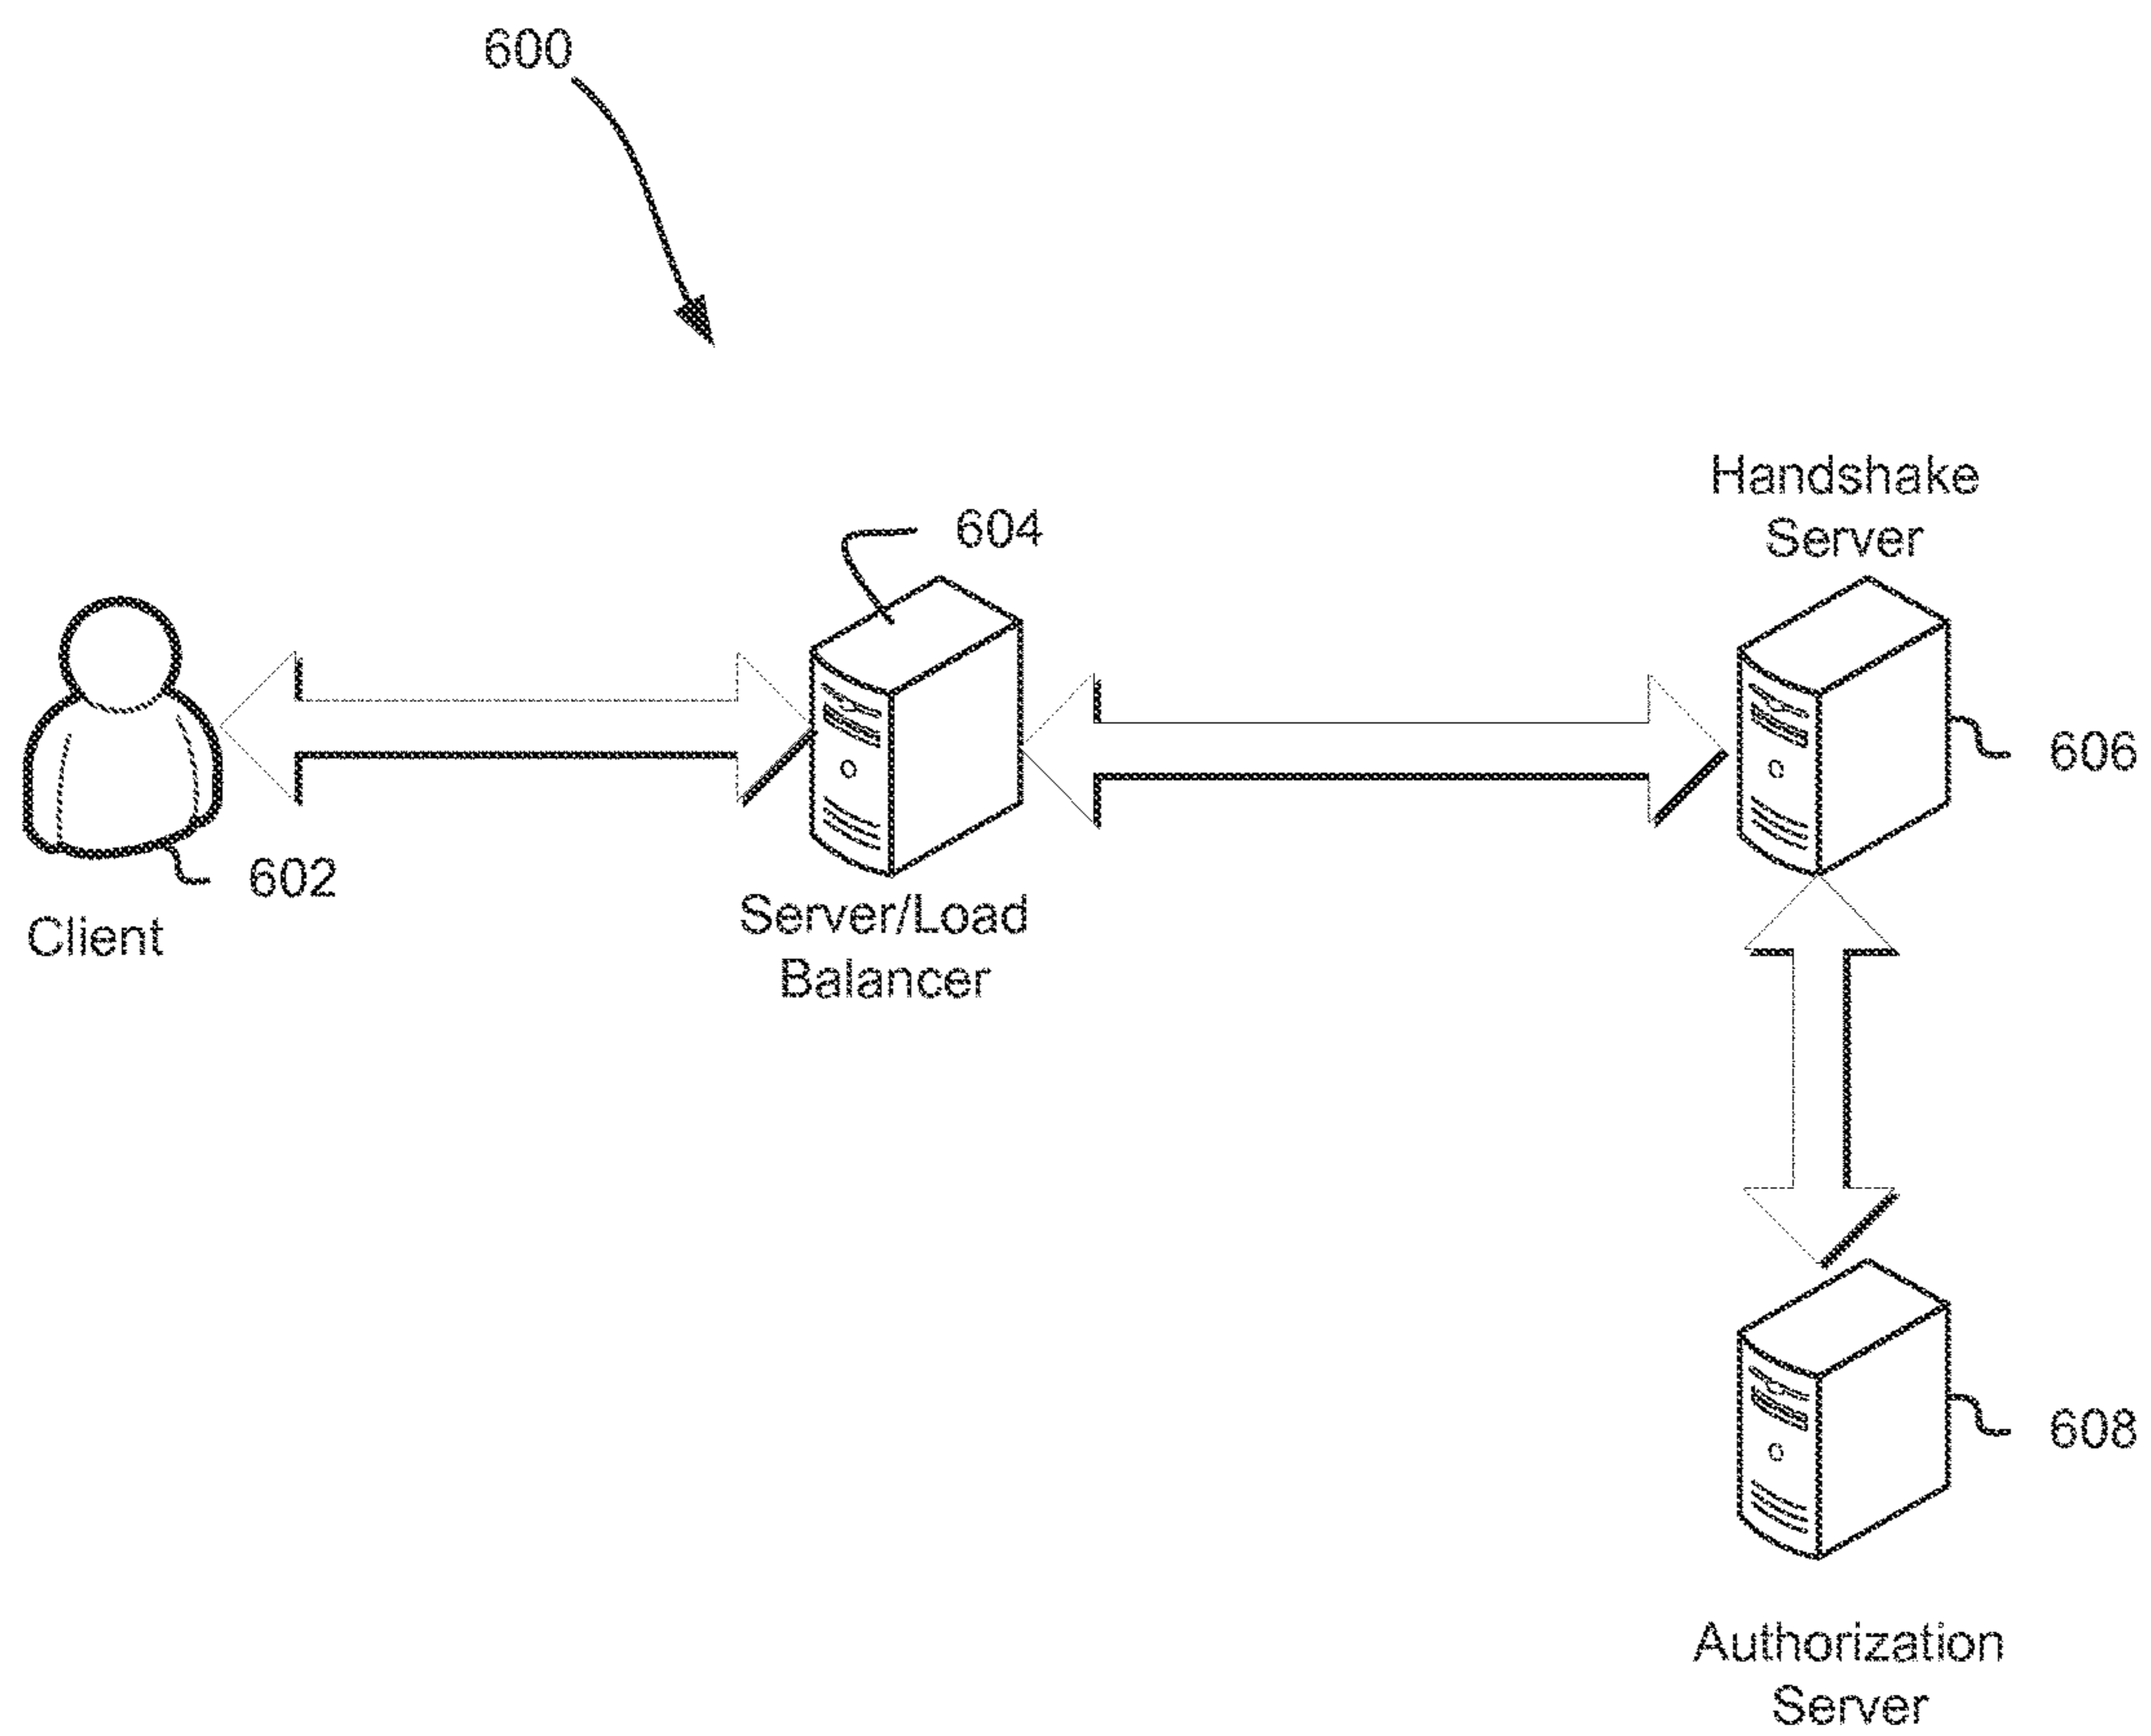 600
Handshake
Server
604
606
602
Client
Server/Load
Balancer
608
Authorization
Server